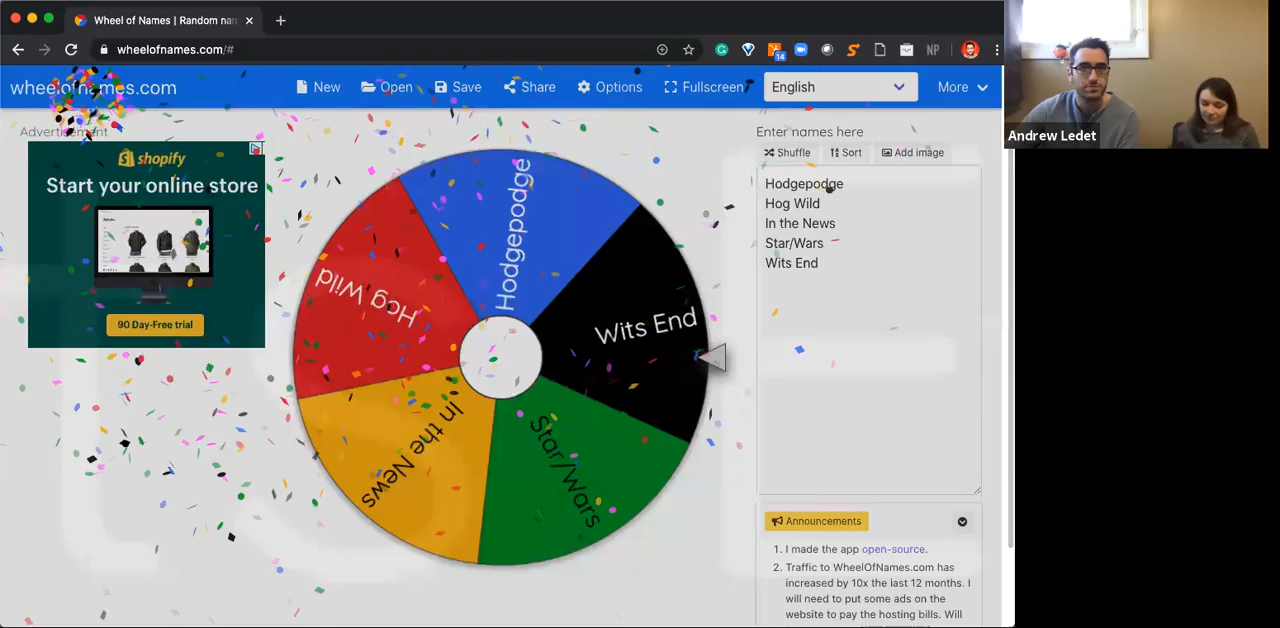 Wheel of Names | Random nan
wheelofnames.com/#
14
NP
wheelofnames.com
New
Open
Save
Share
Options
Fullscreen
English
More
Andrew Ledet
Advertisement
shopify
Start your online store
90 Day-Free trial
Hodgepodge
Wits End
Star/Wars
In the News
Hog Wild
Enter names here
Shuffle
Sort
Add image
Hodgepodge
Hog Wild
In the News
Star/Wars
Wits End
Announcements
1. I made the app open-source.
2. Traffic to WheelOfNames.com has
increased by 10x the last 12 months. I
will need to put some ads on the
website to pay the hosting bills. Will